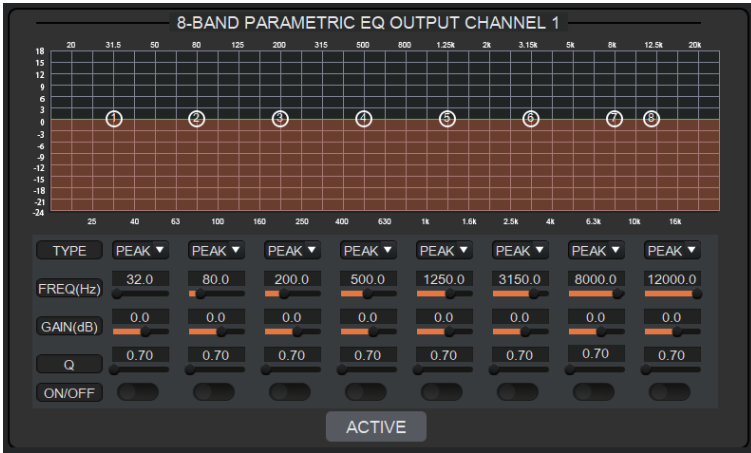 8-BAND PARAMETRIC EQ OUTPUT CHANNEL 1
20 31.5 50 80 125 200 315 500 800 1.25k 2k 3.15k 5k 8k 12.5k 20k
18
15
12
9
6
3
0
-3
-6
-9
-12
-15
-18
-21
-24
1 2 3 4 5 6 7 8
25 40 63 100 160 250 400 630 1k 1.6k 2.5k 4k 6.3k 10k 16k
TYPE PEAK PEAK PEAK PEAK PEAK PEAK PEAK PEAK
FREQ(Hz) 32.0 80.0 200.0 500.0 1250.0 3150.0 8000.0 12000.0
GAIN(dB) 0.0 0.0 0.0 0.0 0.0 0.0 0.0 0.0
Q 0.70 0.70 0.70 0.70 0.70 0.70 0.70 0.70
ON/OFF
ACTIVE